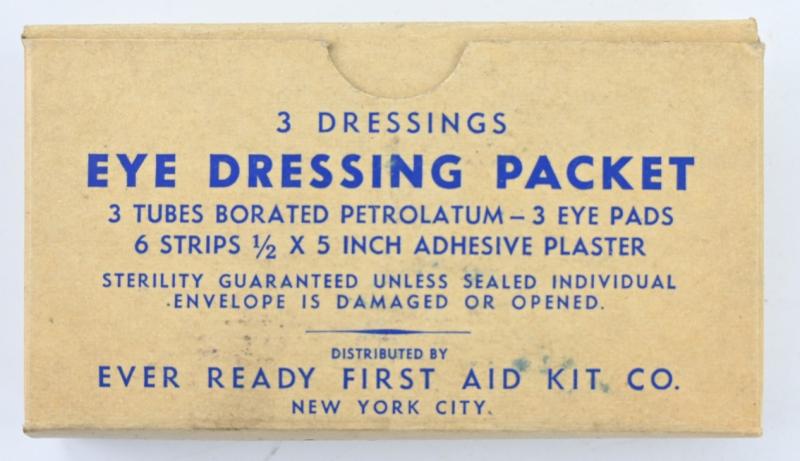 3 DRESSINGS
EYE DRESSING PACKET
3 TUBES BORATED PETROLATUM – 3 EYE PADS
6 STRIPS ½ X 5 INCH ADHESIVE PLASTER
STERILITY GUARANTEED UNLESS SEALED INDIVIDUAL
ENVELOPE IS DAMAGED OR OPENED.
DISTRIBUTED BY
EVER READY FIRST AID KIT CO.
NEW YORK CITY.